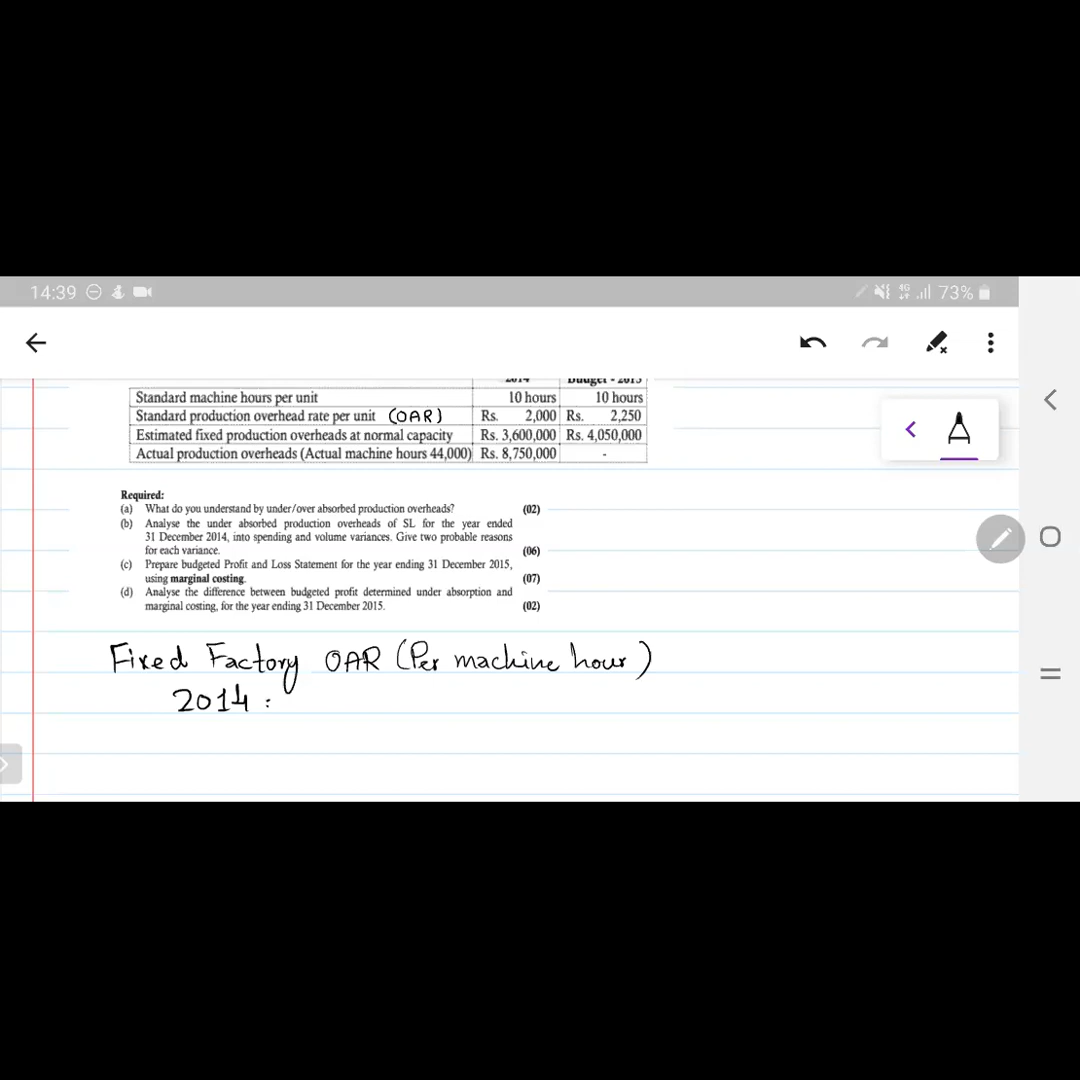 14:39 4G 73%
2014 Budget - 2015
Standard machine hours per unit 10 hours 10 hours
Standard production overhead rate per unit (OAR) Rs. 2,000 Rs. 2,250
Estimated fixed production overheads at normal capacity Rs. 3,600,000 Rs. 4,050,000
Actual production overheads (Actual machine hours 44,000) Rs. 8,750,000 -
Required:
(a) What do you understand by under/over absorbed production overheads? (02)
(b) Analyse the under absorbed production overheads of SL for the year ended
31 December 2014, into spending and volume variances. Give two probable reasons
for each variance. (06)
(c) Prepare budgeted Profit and Loss Statement for the year ending 31 December 2015,
using marginal costing. (07)
(d) Analyse the difference between budgeted profit determined under absorption and
marginal costing, for the year ending 31 December 2015. (02)
Fixed Factory OAR (Per machine hour)
2014 :